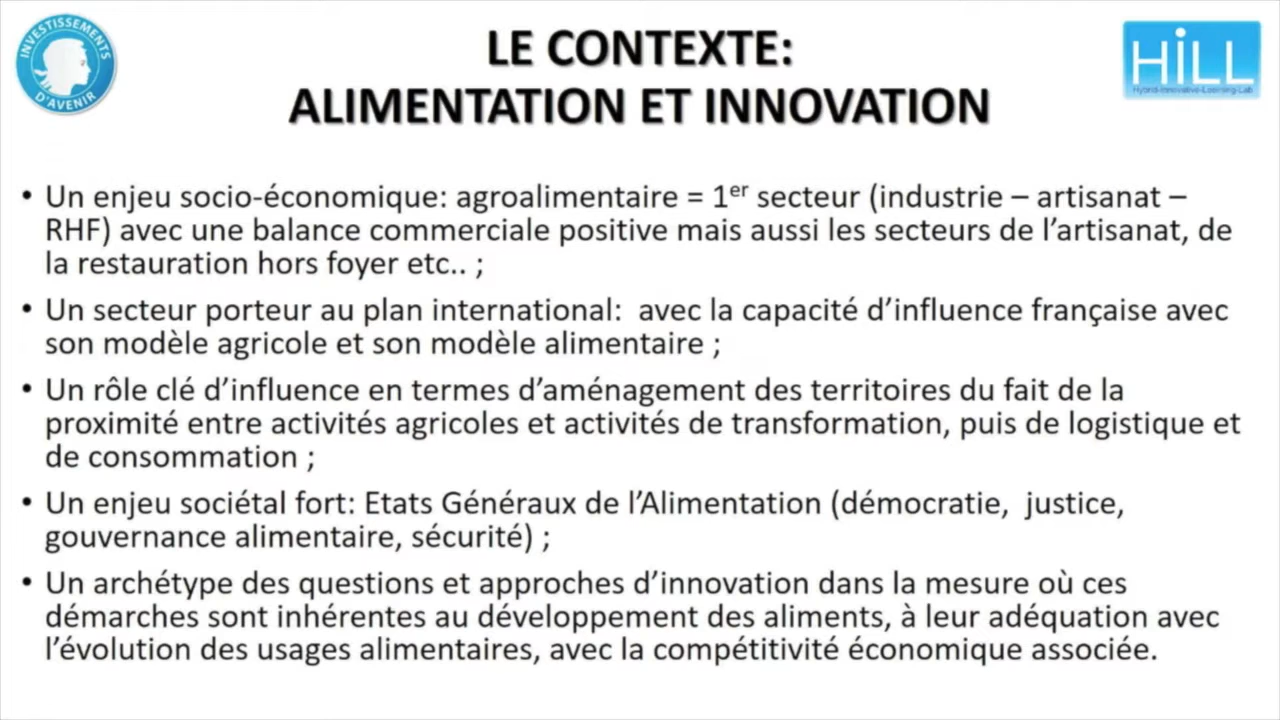 INVESTISSEMENTS
D'AVENIR
LE CONTEXTE:
ALIMENTATION ET INNOVATION
HiLL
Hybrid-Innovative-Learning-Lab
• Un enjeu socio-économique: agroalimentaire = 1er secteur (industrie – artisanat –
RHF) avec une balance commerciale positive mais aussi les secteurs de l’artisanat, de
la restauration hors foyer etc.. ;
• Un secteur porteur au plan international:  avec la capacité d’influence française avec
son modèle agricole et son modèle alimentaire ;
• Un rôle clé d’influence en termes d’aménagement des territoires du fait de la
proximité entre activités agricoles et activités de transformation, puis de logistique et
de consommation ;
• Un enjeu sociétal fort: Etats Généraux de l’Alimentation (démocratie,  justice,
gouvernance alimentaire, sécurité) ;
• Un archétype des questions et approches d’innovation dans la mesure où ces
démarches sont inhérentes au développement des aliments, à leur adéquation avec
l’évolution des usages alimentaires, avec la compétitivité économique associée.